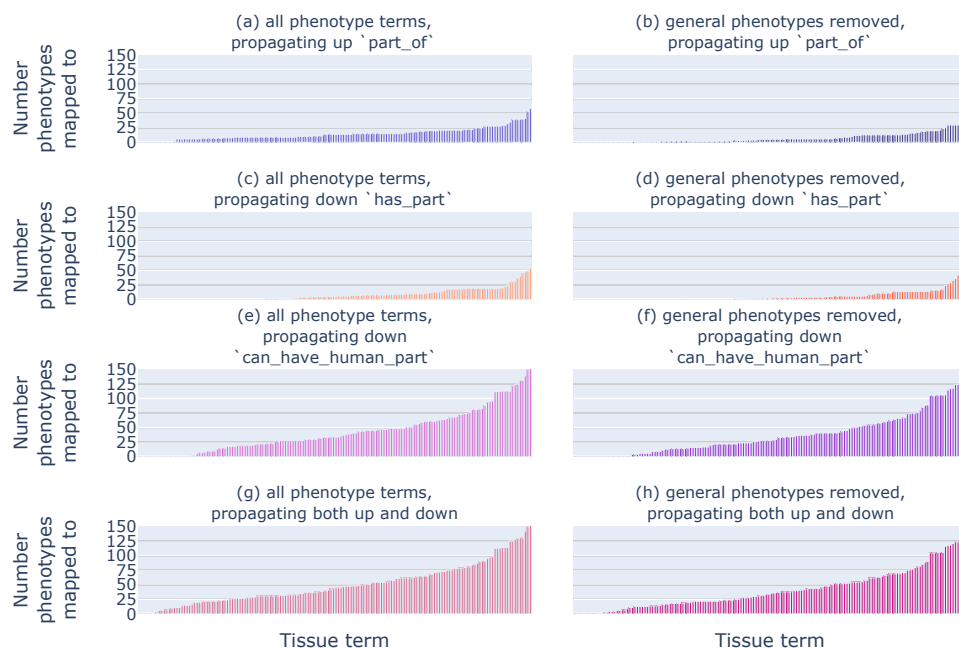 (a) all phenotype terms,
propagating up `part_of`
(b) general phenotypes removed,
propagating up `part_of`
Number
phenotypes
mapped to
150
125
100
75
50
25
0
(c) all phenotype terms,
propagating down `has_part`
(d) general phenotypes removed,
propagating down `has_part`
Number
phenotypes
mapped to
150
125
100
75
50
25
0
(e) all phenotype terms,
propagating down
`can_have_human_part`
(f) general phenotypes removed,
propagating down
`can_have_human_part`
Number
phenotypes
mapped to
150
125
100
75
50
25
0
(g) all phenotype terms,
propagating both up and down
(h) general phenotypes removed,
propagating both up and down
Number
phenotypes
mapped to
150
125
100
75
50
25
0
Tissue term
Tissue term